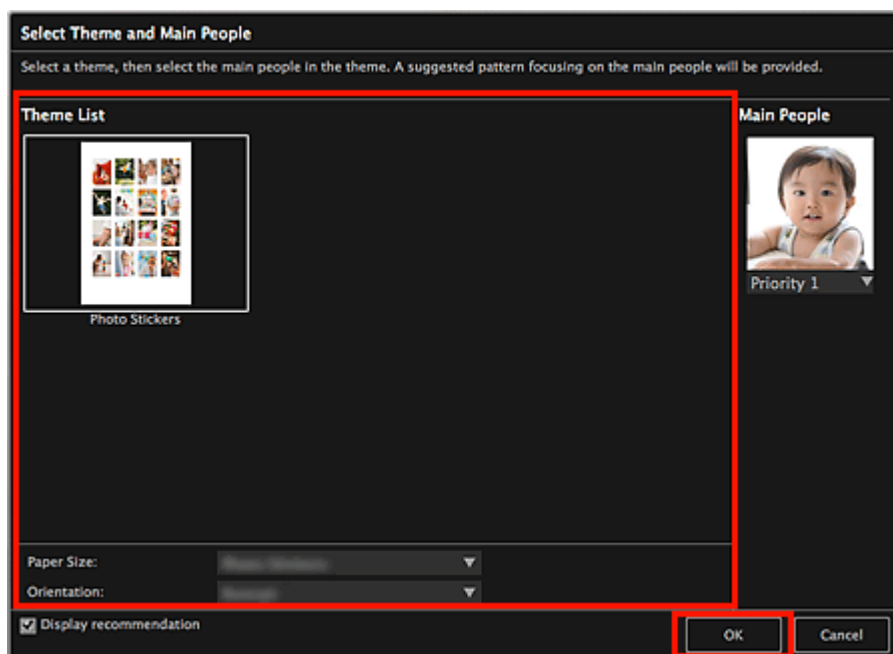 Select Theme and Main People
Select a theme, then select the main people in the theme. A suggested pattern focusing on the main people will be provided.
Theme List
Main People
Priority 1
Photo Stickers
Paper Size:
Orientation:
Display recommendation
OK
Cancel